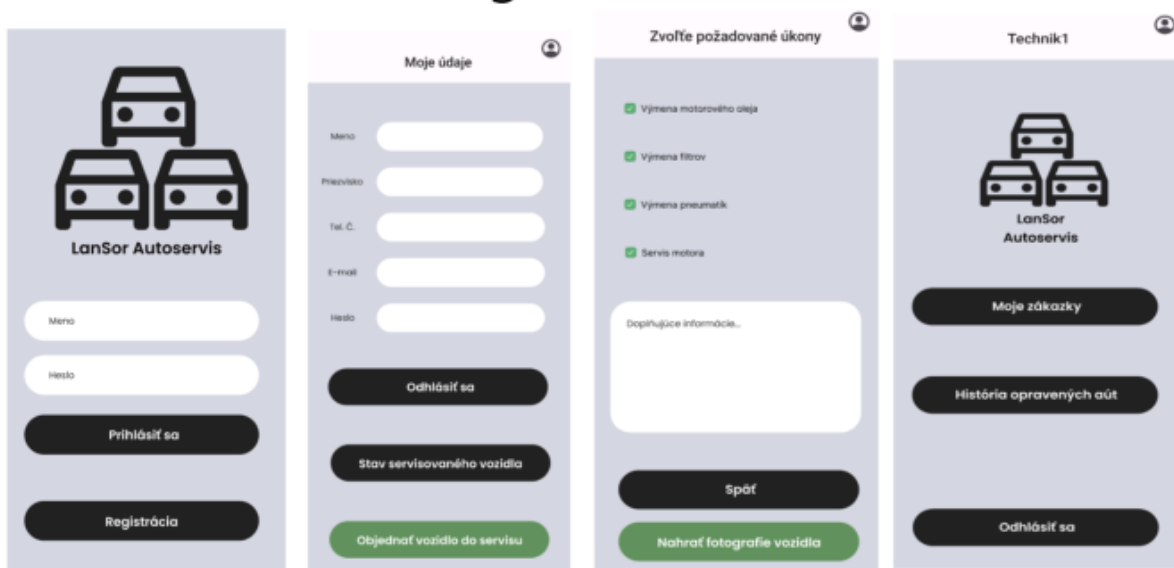 LanSor Autoservis
Meno
Heslo
Prihlásiť sa
Registrácia
Moje údaje
Meno
Priezvisko
Tel. Č.
E-mail
Heslo
Odhlásiť sa
Stav servisovaného vozidla
Objednať vozidlo do servisu
Zvoľťe požadované úkony
Výmena motorového oleja
Výmena filtrov
Výmena pneumatík
Servis motora
Doplňujúce informácie...
Späť
Nahrať fotografie vozidla
Technik1
LanSor
Autoservis
Moje zákazky
História opravených aút
Odhlásiť sa